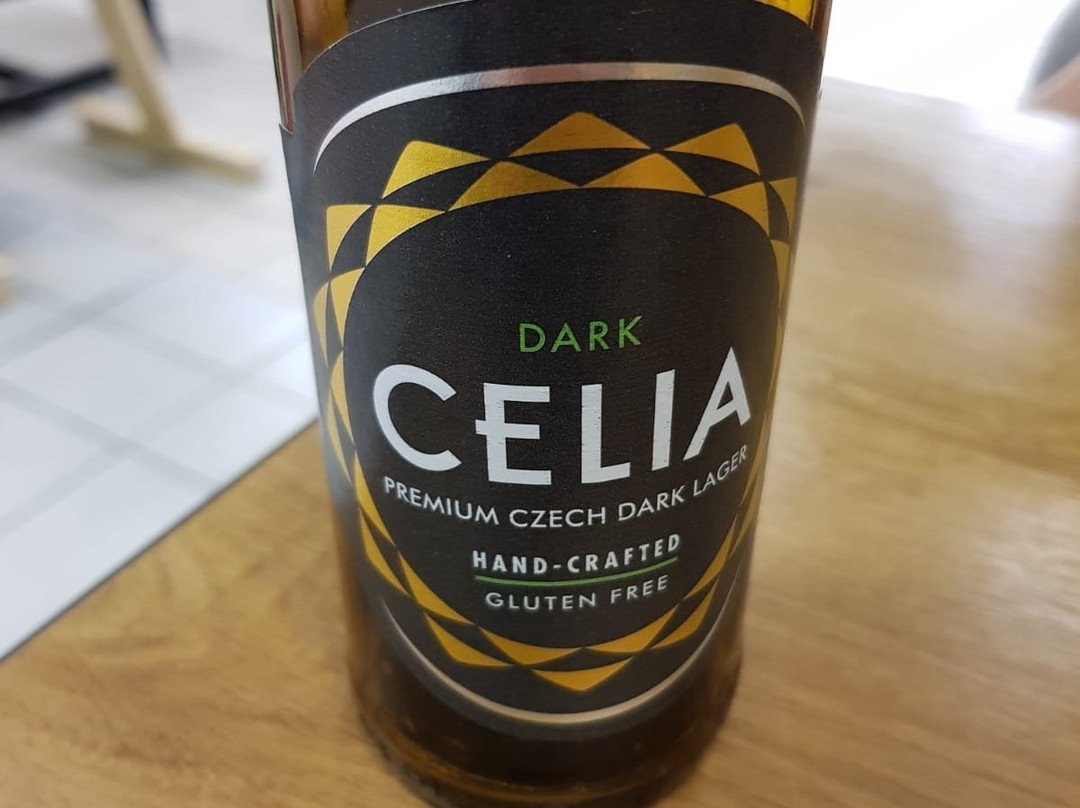 DARK
CELIA
PREMIUM CZECH DARK LAGER
HAND-CRAFTED
GLUTEN FREE